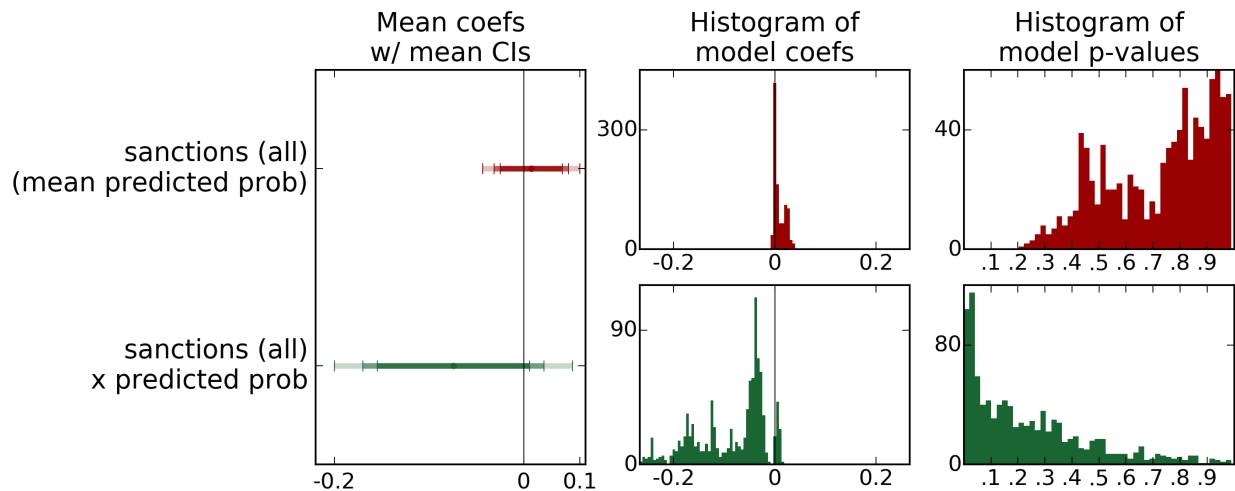 Mean coefs
w/ mean CIs
Histogram of
model coefs
Histogram of
model p-values
sanctions (all)
(mean predicted prob)
300
0
-0.2 0 0.2
40
0
.1 .2 .3 .4 .5 .6 .7 .8 .9
sanctions (all)
x predicted prob
-0.2 0 0.1
90
0
-0.2 0 0.2
80
0
.1 .2 .3 .4 .5 .6 .7 .8 .9